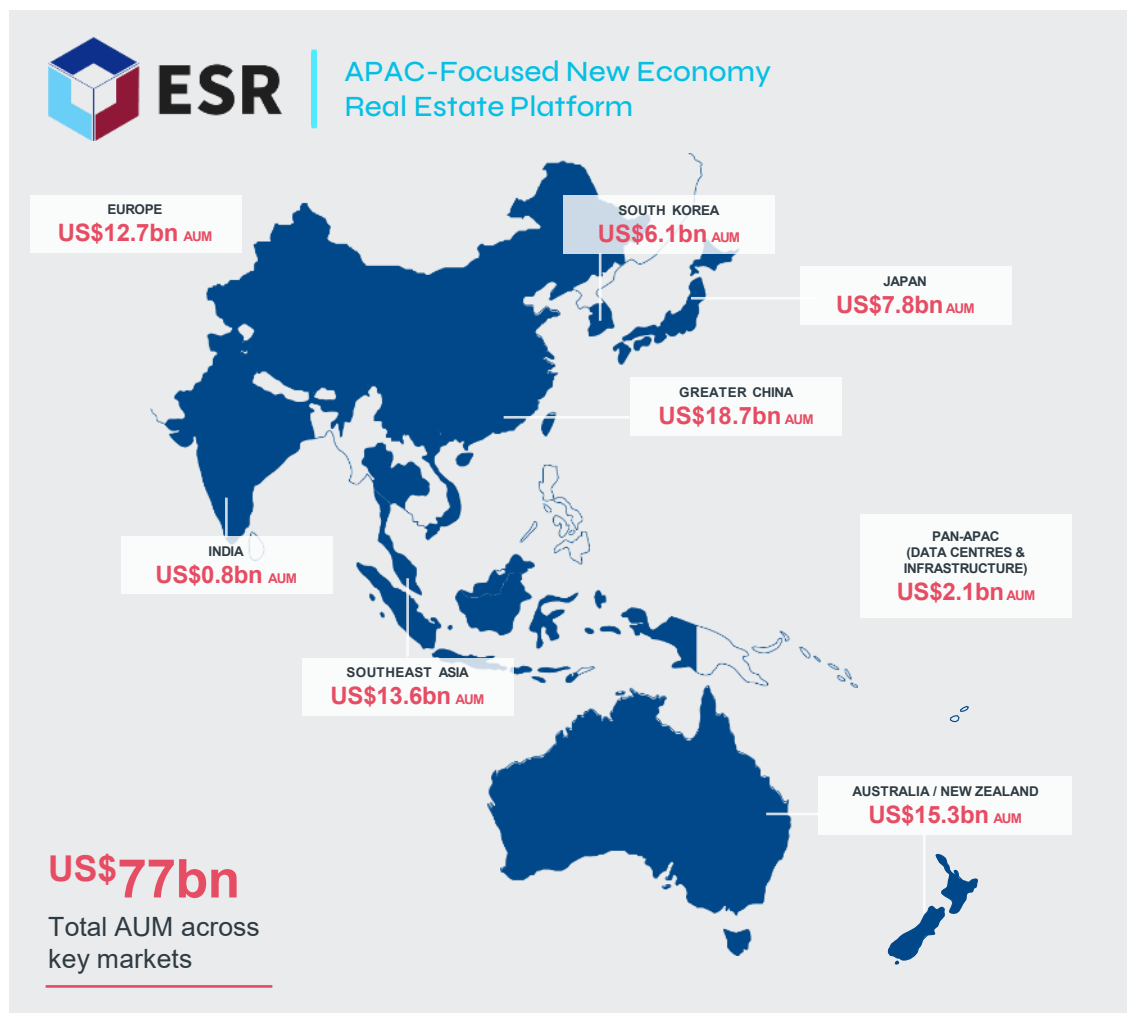 ESR
APAC-Focused New Economy
Real Estate Platform
EUROPE
US$12.7bn AUM
SOUTH KOREA
US$6.1bn AUM
JAPAN
US$7.8bn AUM
GREATER CHINA
US$18.7bn AUM
INDIA
US$0.8bn AUM
PAN-APAC
(DATA CENTRES &
INFRASTRUCTURE)
US$2.1bn AUM
SOUTHEAST ASIA
US$13.6bn AUM
AUSTRALIA / NEW ZEALAND
US$15.3bn AUM
US$77bn
Total AUM across
key markets